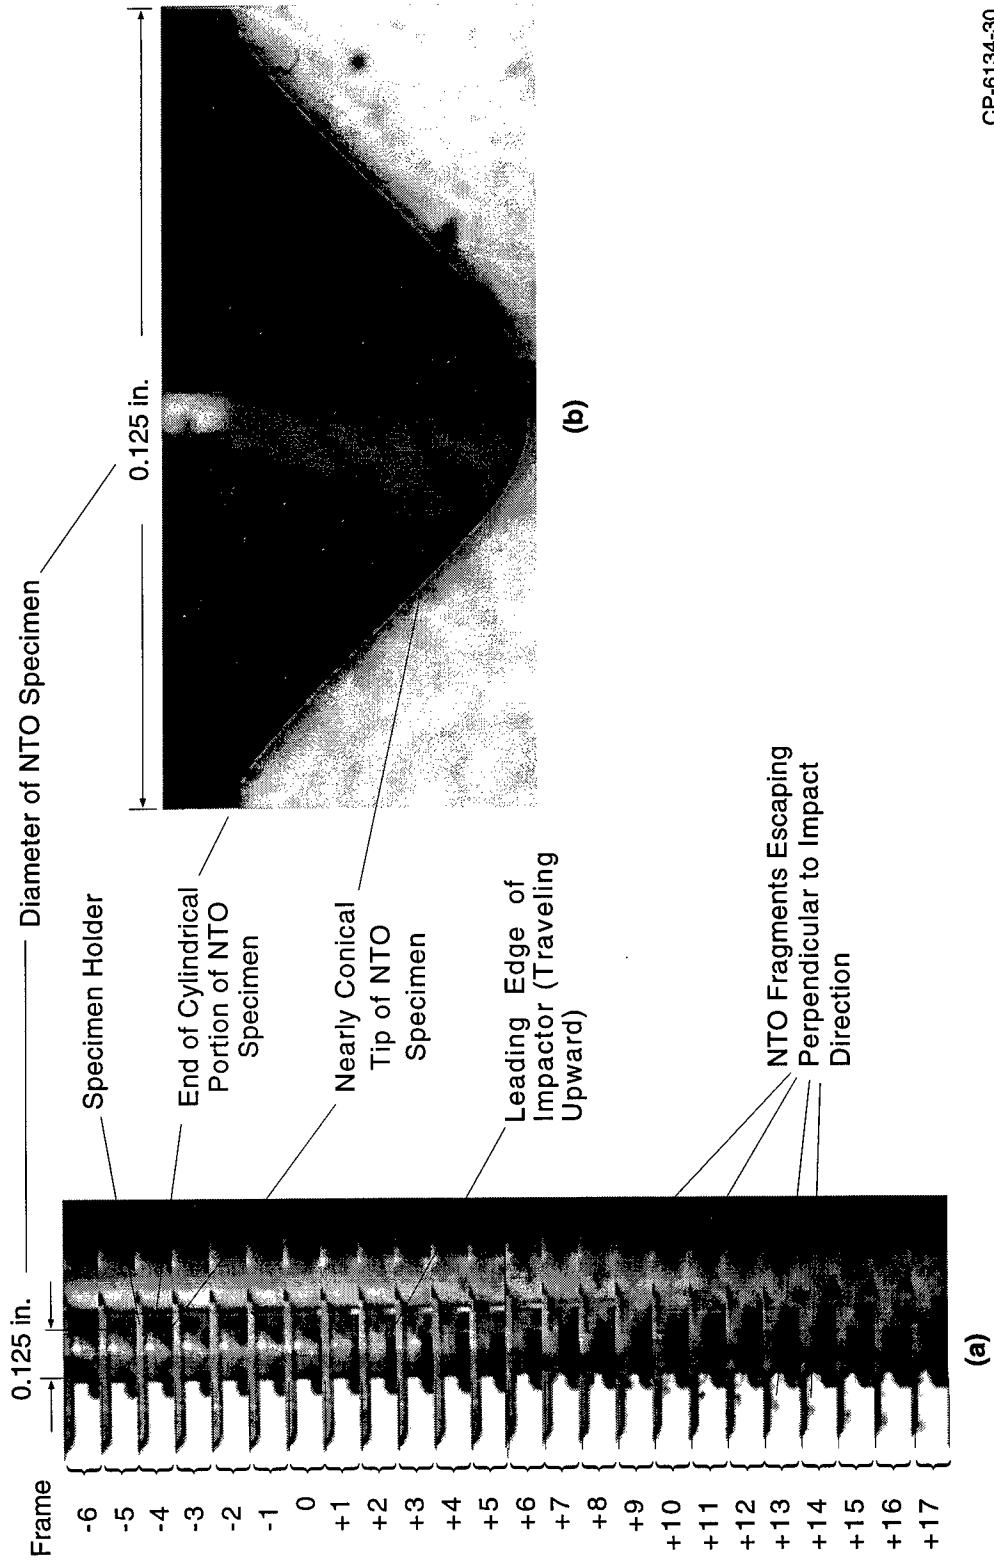 Diameter of NTO Specimen
0.125 in.
0.125 in.
Specimen Holder
End of Cylindrical
Portion of NTO
Specimen
Nearly Conical
Tip of NTO
Specimen
Leading Edge of
Impactor (Traveling
Upward)
NTO Fragments Escaping
Perpendicular to Impact
Direction
Frame
-6
-5
-4
-3
-2
-1
0
+1
+2
+3
+4
+5
+6
+7
+8
+9
+10
+11
+12
+13
+14
+15
+16
+17
(a)
(b)
CP-6134-30